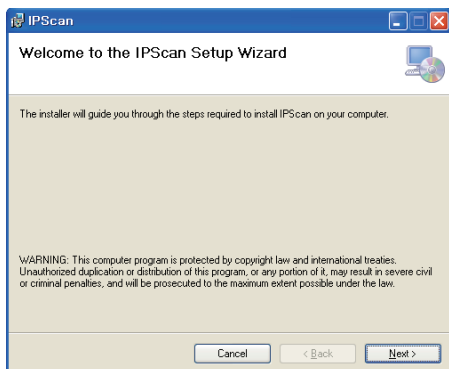 IPScan
Welcome to the IPScan Setup Wizard
The installer will guide you through the steps required to install IPScan on your computer.
WARNING: This computer program is protected by copyright law and international treaties.
Unauthorized duplication or distribution of this program, or any portion of it, may result in severe civil
or criminal penalties, and will be prosecuted to the maximum extent possible under the law.
Cancel
< Back
Next >